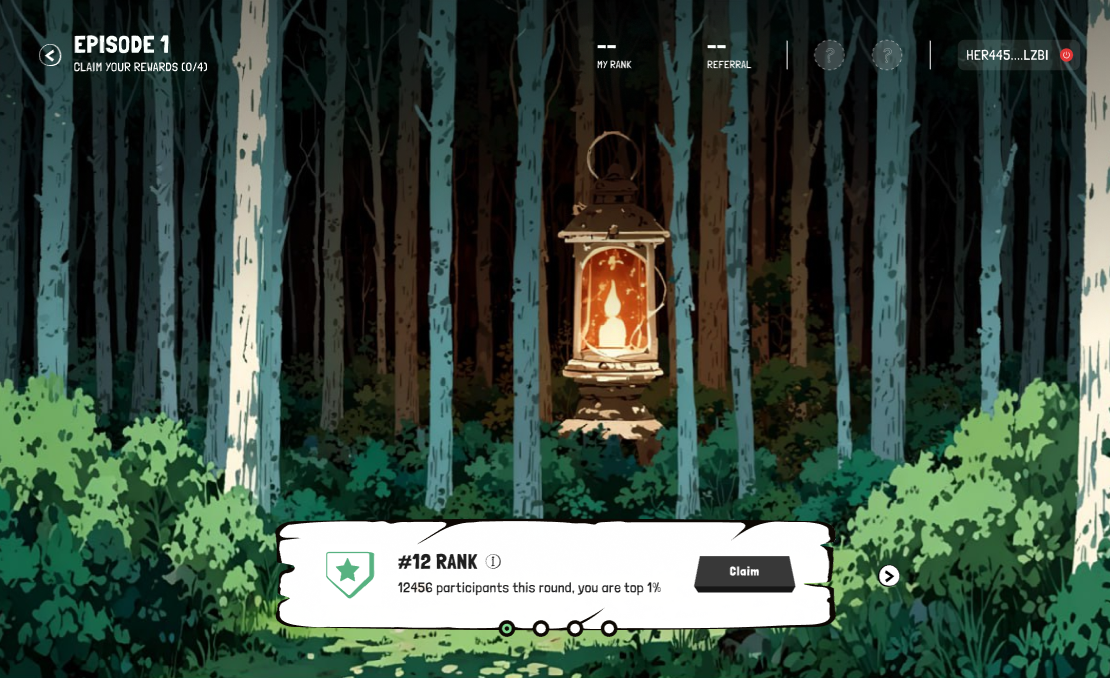 EPISODE 1
CLAIM YOUR REWARDS (0/4)
--
MY RANK
--
REFERRAL
?
?
HER445....LZBI
#12 RANK
12456 participants this round, you are top 1%
Claim